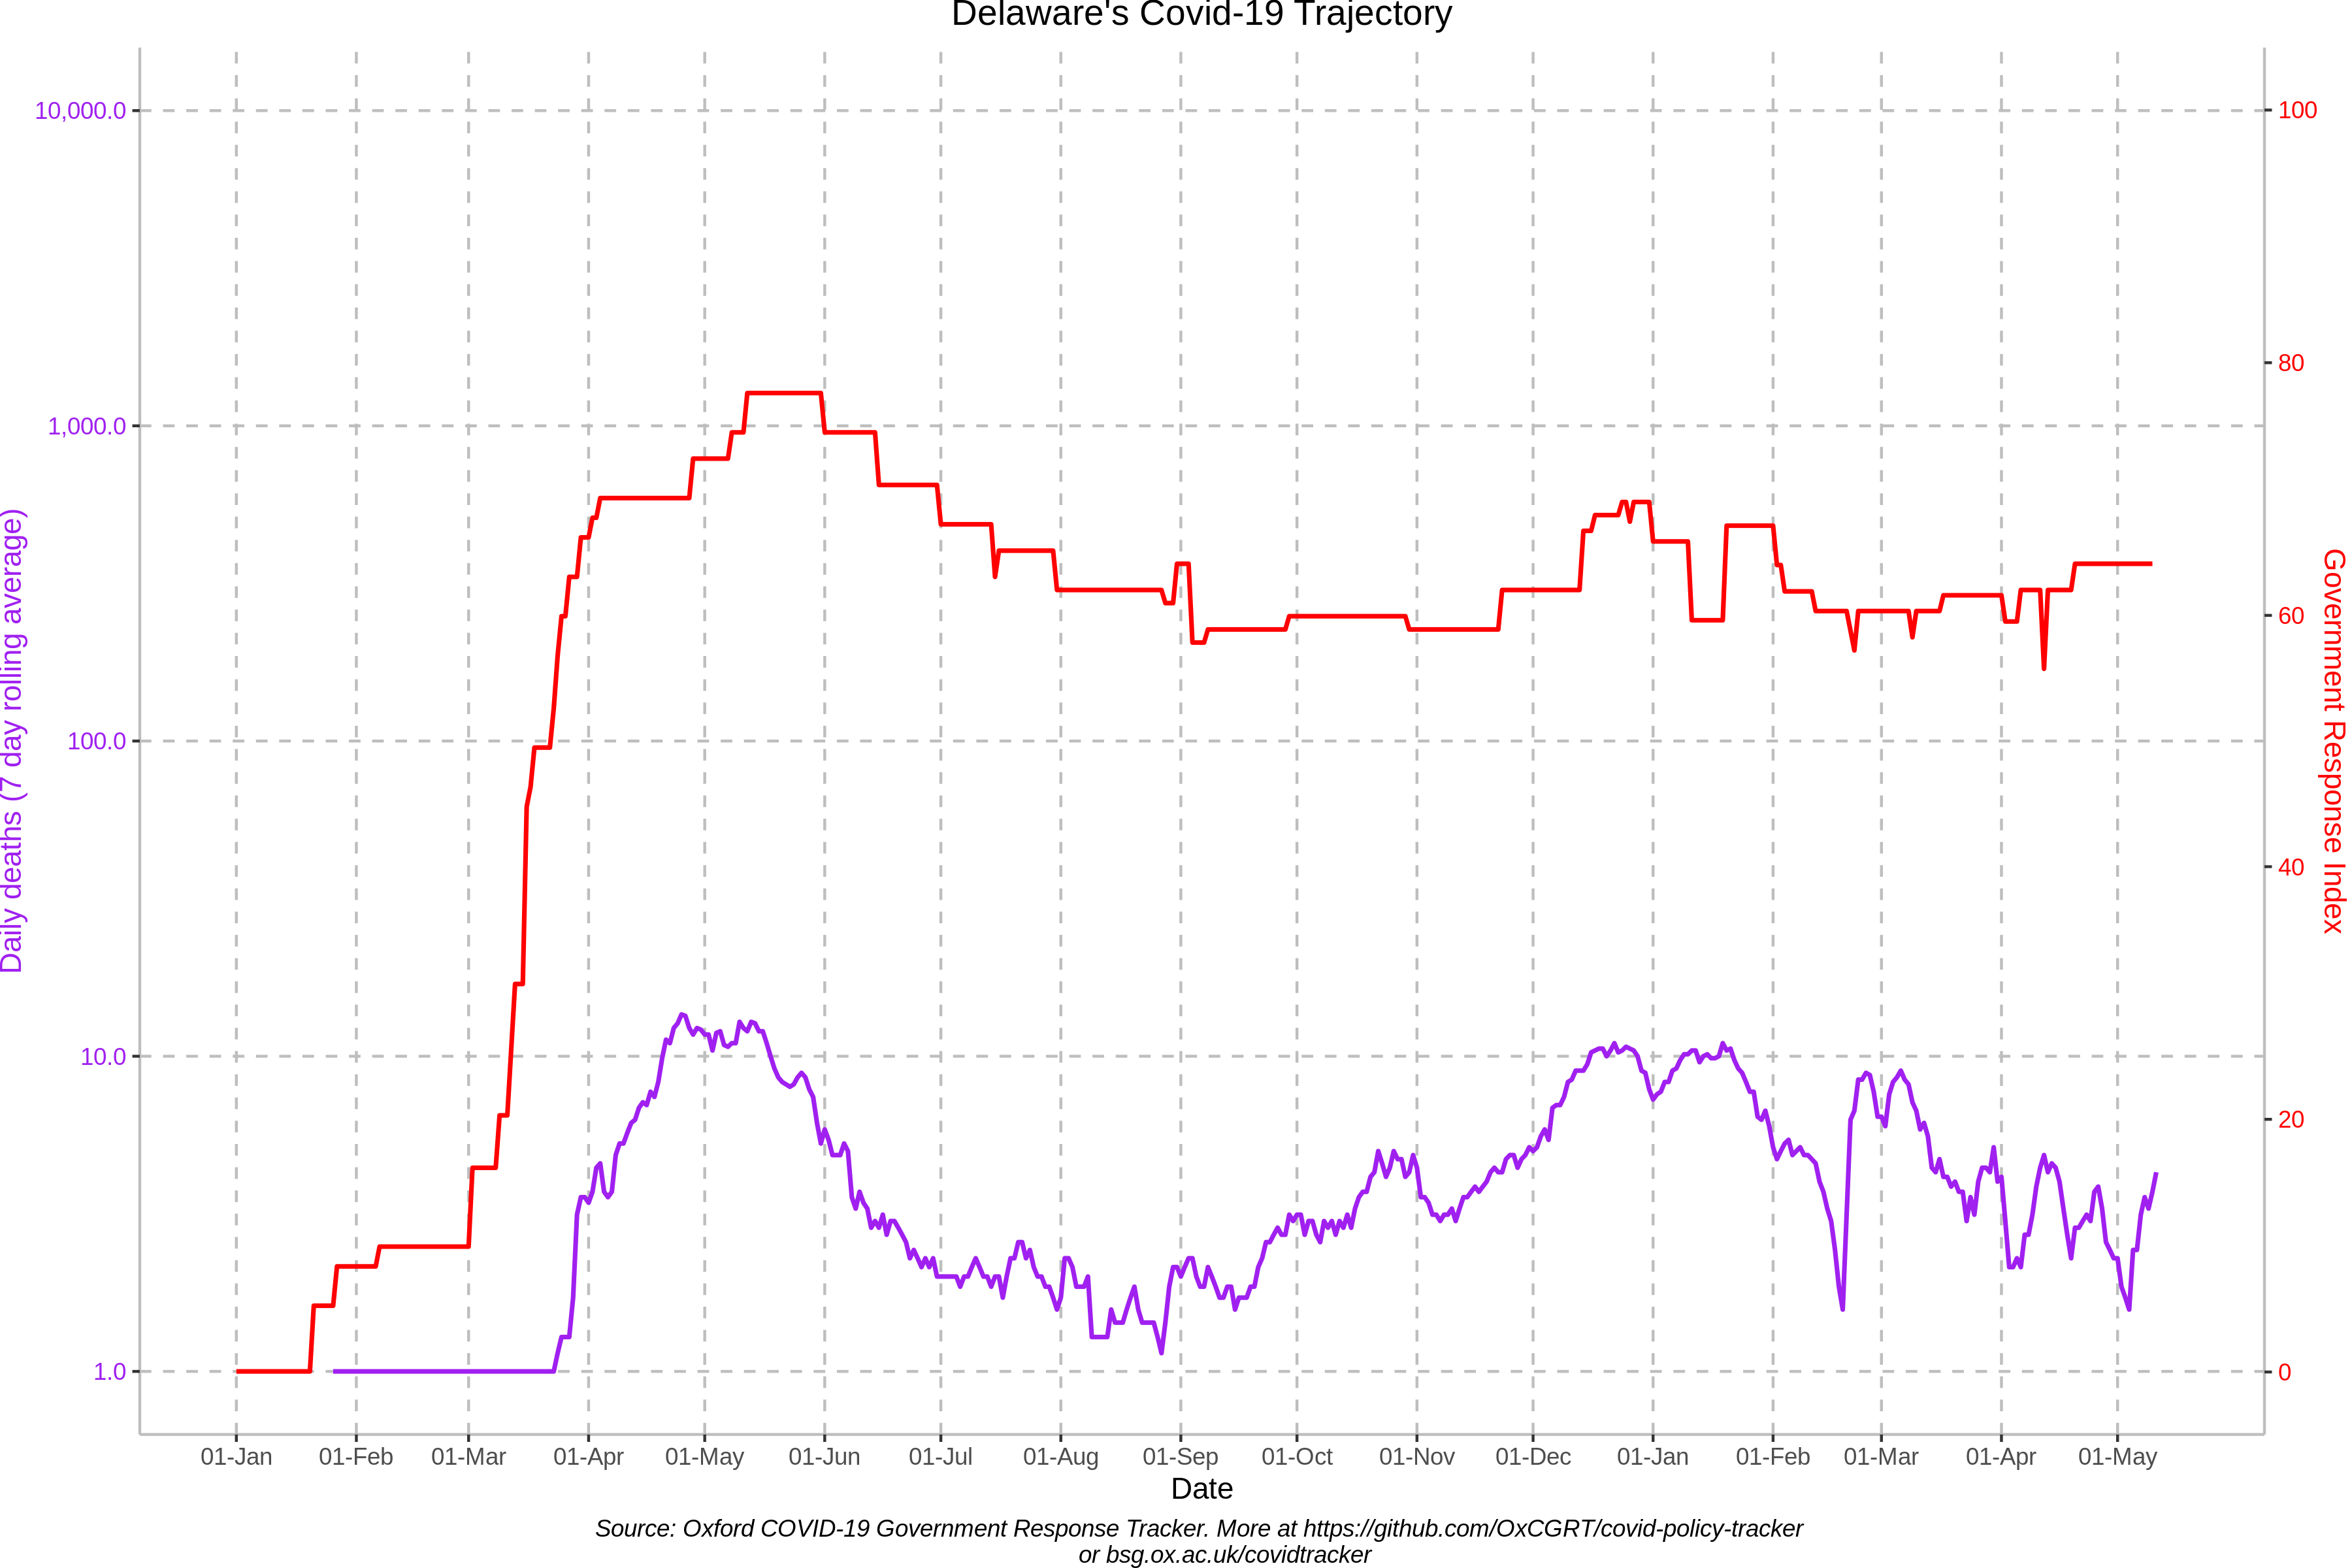 Delaware's Covid-19 Trajectory
10,000.0
1,000.0
100.0
10.0
1.0
Daily deaths (7 day rolling average)
100
80
60
40
20
0
Government Response Index
01-Jan 01-Feb 01-Mar 01-Apr 01-May 01-Jun 01-Jul 01-Aug 01-Sep 01-Oct 01-Nov 01-Dec 01-Jan 01-Feb 01-Mar 01-Apr 01-May
Date
Source: Oxford COVID-19 Government Response Tracker. More at https://github.com/OxCGRT/covid-policy-tracker
or bsg.ox.ac.uk/covidtracker